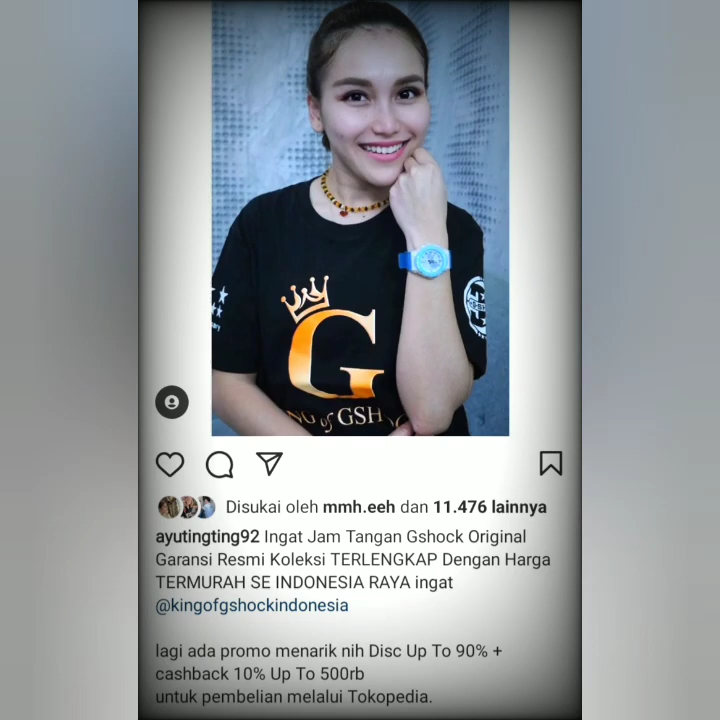 G
OF GSH
Disukai oleh mmh.eeh dan 11.476 lainnya
ayutingting92 Ingat Jam Tangan Gshock Original
Garansi Resmi Koleksi TERLENGKAP Dengan Harga
TERMURAH SE INDONESIA RAYA ingat
@kingofgshockindonesia
lagi ada promo menarik nih Disc Up To 90% +
cashback 10% Up To 500rb
untuk pembelian melalui Tokopedia.